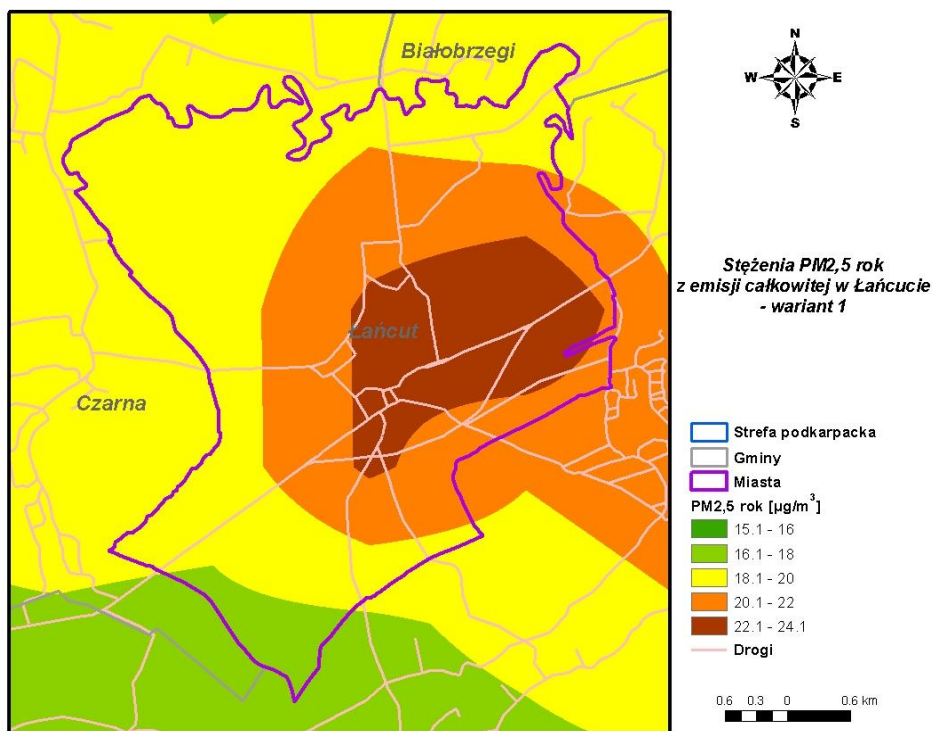 Białobrzegi
Łańcut
Czarna
N
W
E
S
Stężenia PM2,5 rok
z emisji całkowitej w Łańcucie
- wariant 1
Strefa podkarpacka
Gminy
Miasta
PM2,5 rok [µg/m³]
15.1 - 16
16.1 - 18
18.1 - 20
20.1 - 22
22.1 - 24.1
Drogi
0.6 0.3 0 0.6 km